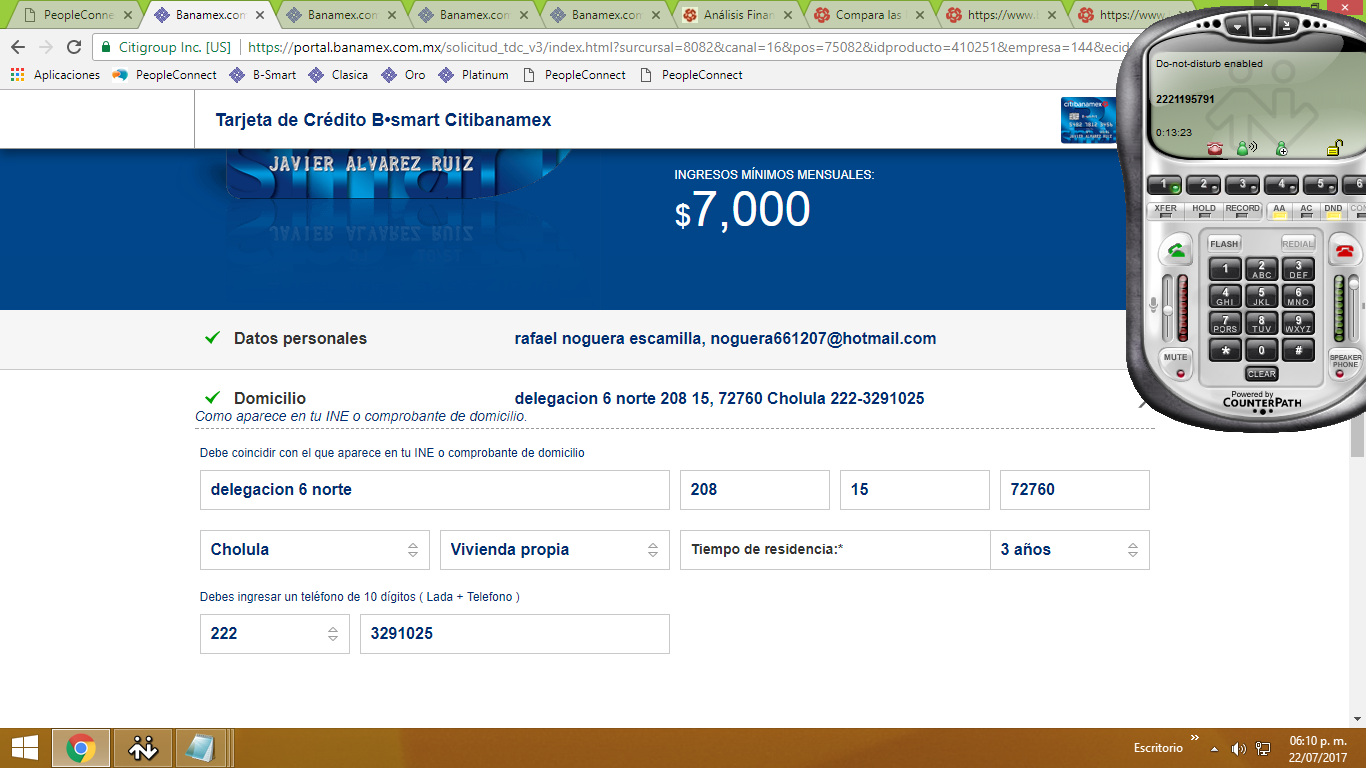 PeopleConne
Banamex.com
Banamex.com
Banamex.com
Banamex.com
Análisis Finan
Compara las
https://www.
https://www.
Citigroup Inc. [US]
https://portal.banamex.com.mx/solicitud_tdc_v3/index.html?sursal=8082&canal=16&pos=75082&idproducto=410251&empresa=144&ecid
Aplicaciones
PeopleConnect
B-Smart
Clasica
Oro
Platinum
PeopleConnect
PeopleConnect
Tarjeta de Crédito B•smart Citibanamex
citibanamex
JAVIER ALVAREZ RUIZ
INGRESOS MÍNIMOS MENSUALES:
$7,000
Datos personales
rafael noguera escamilla, noguera661207@hotmail.com
Domicilio
delegacion 6 norte 208 15, 72760 Cholula 222-3291025
Como aparece en tu INE o comprobante de domicilio.
Debe coincidir con el que aparece en tu INE o comprobante de domicilio
delegacion 6 norte
208
15
72760
Cholula
Vivienda propia
Tiempo de residencia:*
3 años
Debes ingresar un teléfono de 10 dígitos ( Lada + Telefono )
222
3291025
Do-not-disturb enabled
2221195791
0:13:23
1
2
3
4
5
6
XFER
HOLD
RECORD
AA
AC
DND
CON
FLASH
REDIAL
1
2 ABC
3 DEF
4 GHI
5 JKL
6 MNO
7 PQRS
8 TUV
9 WXYZ
*
0
#
MUTE
CLEAR
SPEAKER
PHONE
Powered by
COUNTERPATH
Escritorio
06:10 p. m.
22/07/2017